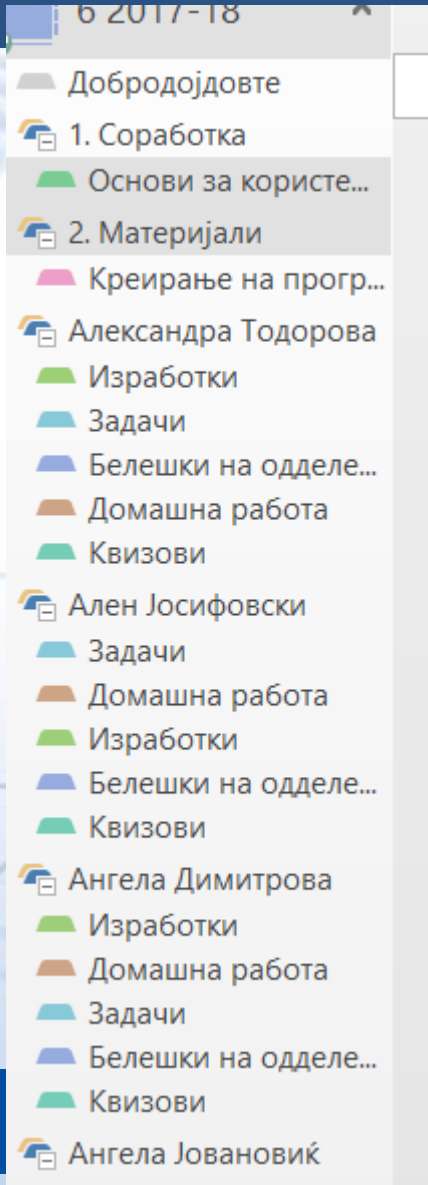 6 2017-18
Добродојдовте
1. Соработка
Основи за користе...
2. Материјали
Креирање на прогр...
Александра Тодорова
Изработки
Задачи
Белешки на одделе...
Домашна работа
Квизови
Ален Јосифовски
Задачи
Домашна работа
Изработки
Белешки на одделе...
Квизови
Ангела Димитрова
Изработки
Домашна работа
Задачи
Белешки на одделе...
Квизови
Ангела Јовановиќ